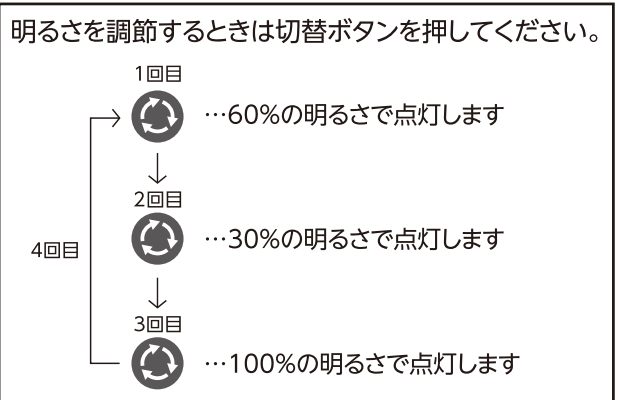 明るさを調節するときは切替ボタンを押してください。
1回目
…60%の明るさで点灯します
2回目
…30%の明るさで点灯します
4回目
3回目
…100%の明るさで点灯します